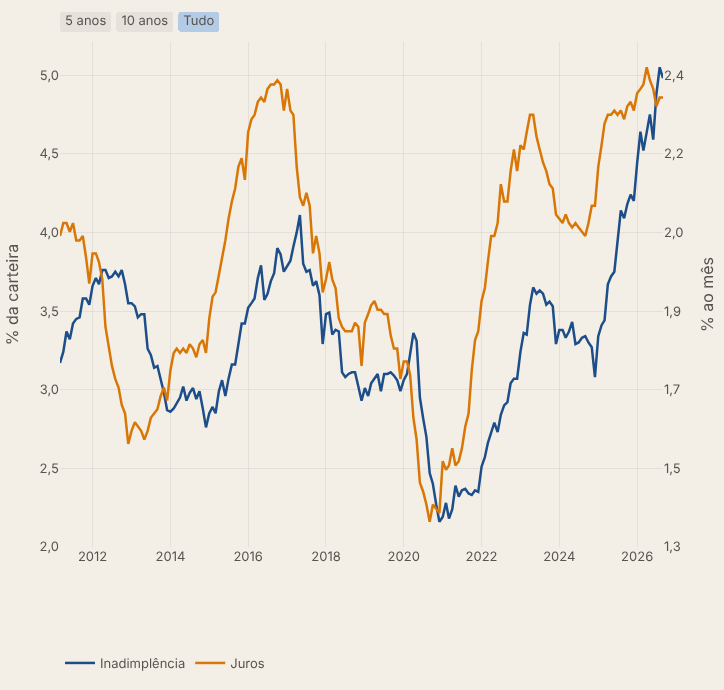 5 anos 10 anos Tudo
% da carteira
5,0
4,5
4,0
3,5
3,0
2,5
2,0
2,4
2,2
2,0
1,9
1,7
1,5
1,3
% ao mês
2012 2014 2016 2018 2020 2022 2024 2026
Inadimplência Juros